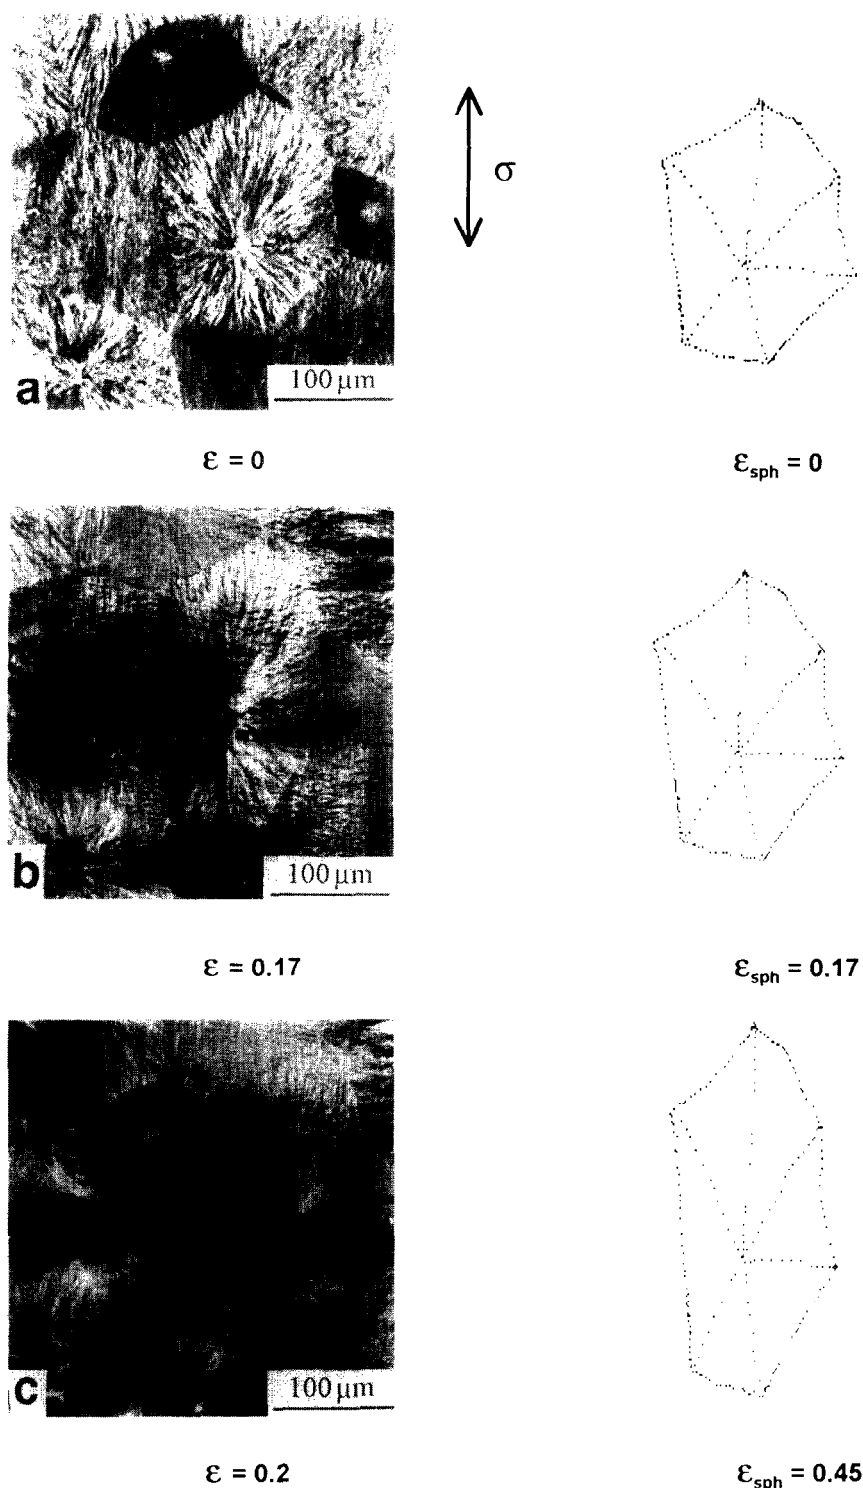 σ
a
100 µm
ε = 0
ε_sph = 0
b
100 µm
ε = 0.17
ε_sph = 0.17
c
100 µm
ε = 0.2
ε_sph = 0.45